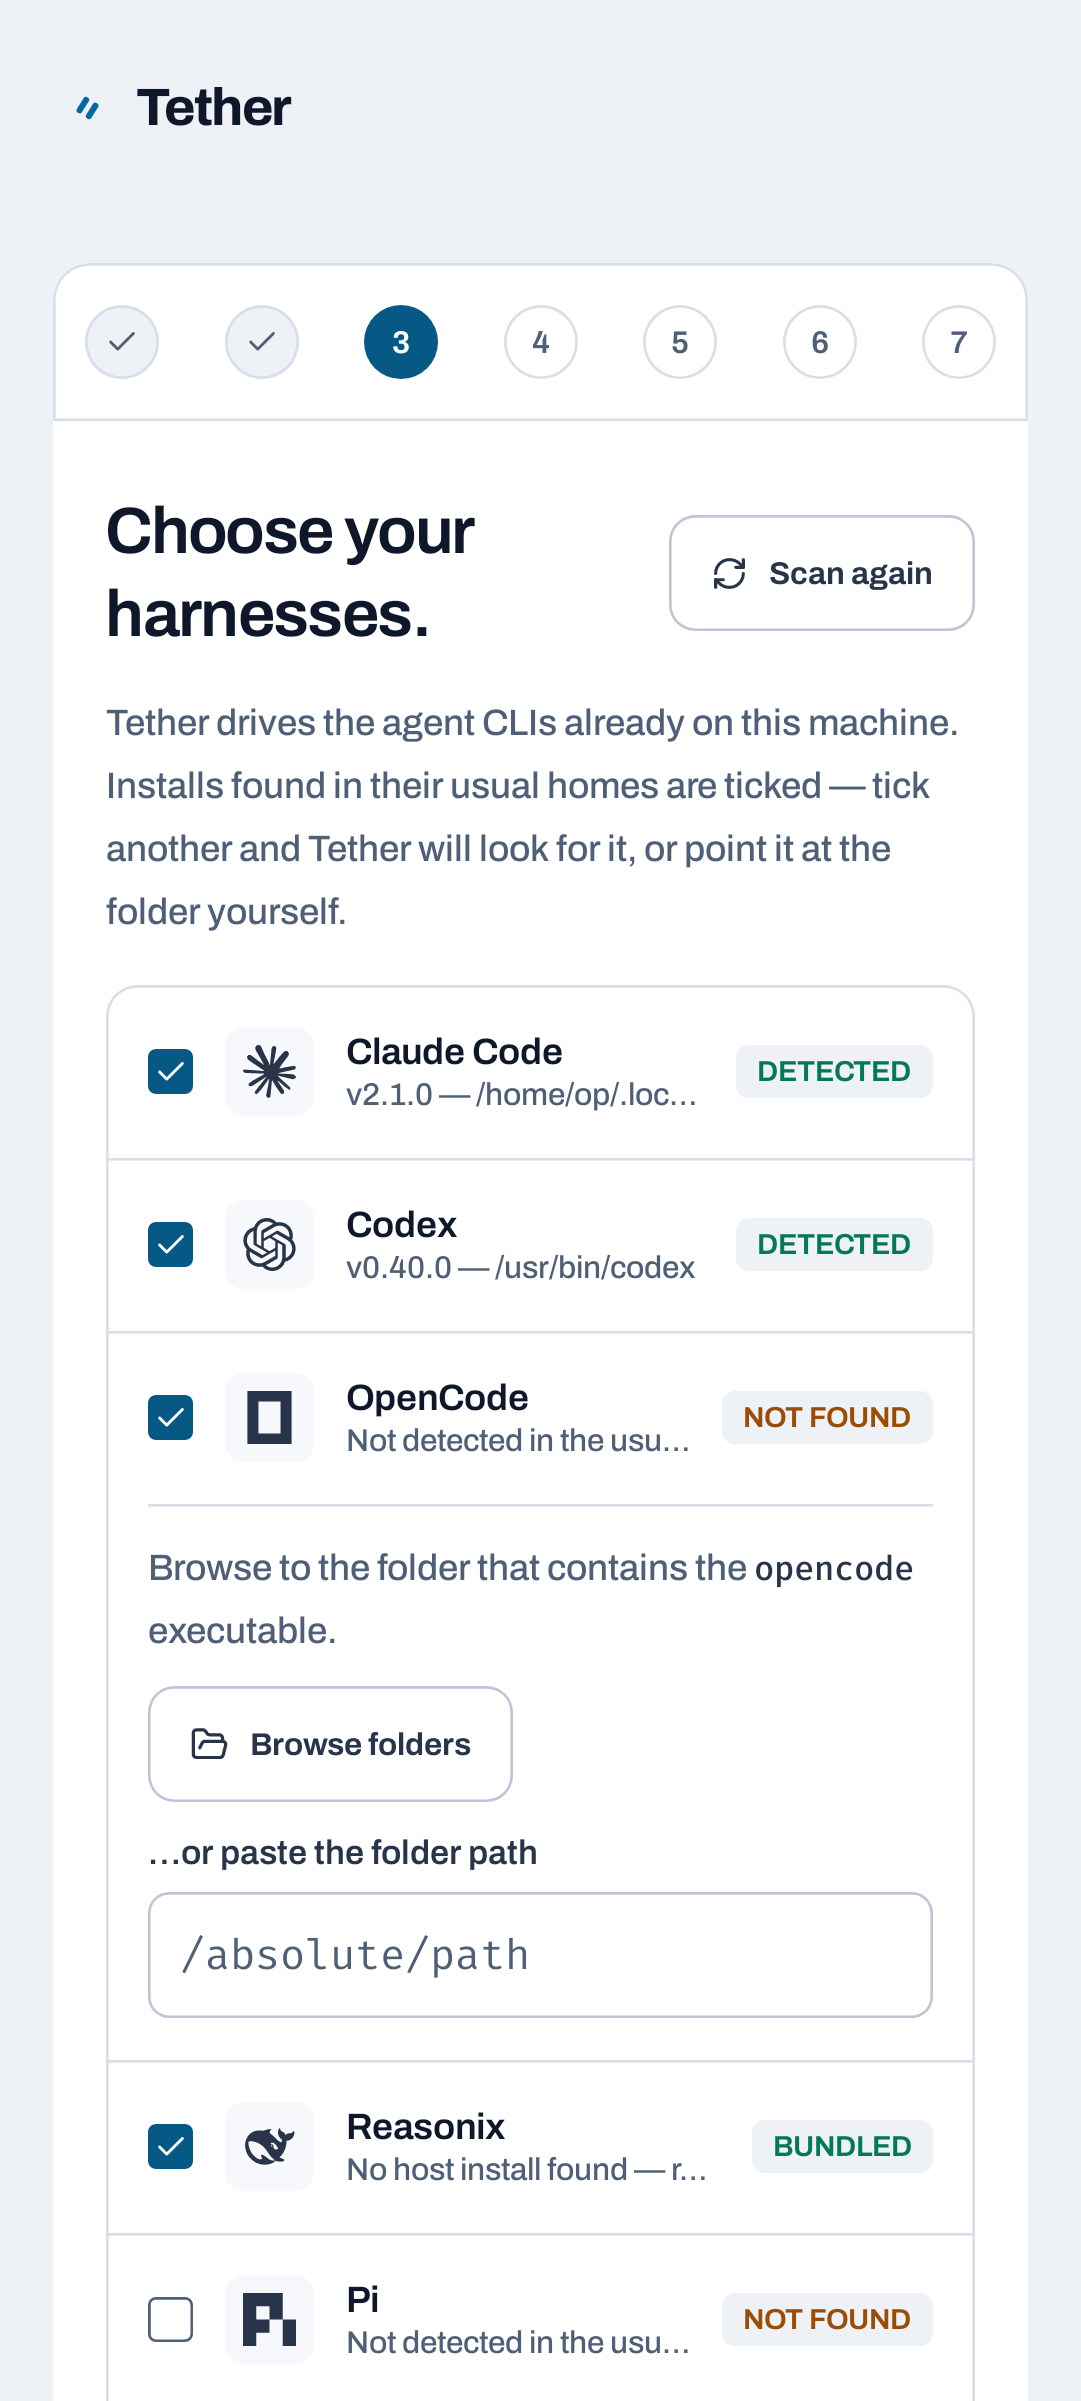 Tether
3 4 5 6 7
Choose your
harnesses.
Scan again
Tether drives the agent CLIs already on this machine.
Installs found in their usual homes are ticked — tick
another and Tether will look for it, or point it at the
folder yourself.
Claude Code
v2.1.0 — /home/op/.loc...
DETECTED
Codex
v0.40.0 — /usr/bin/codex
DETECTED
OpenCode
Not detected in the usu...
NOT FOUND
Browse to the folder that contains the opencode
executable.
Browse folders
...or paste the folder path
/absolute/path
Reasonix
No host install found — r...
BUNDLED
Pi
Not detected in the usu...
NOT FOUND